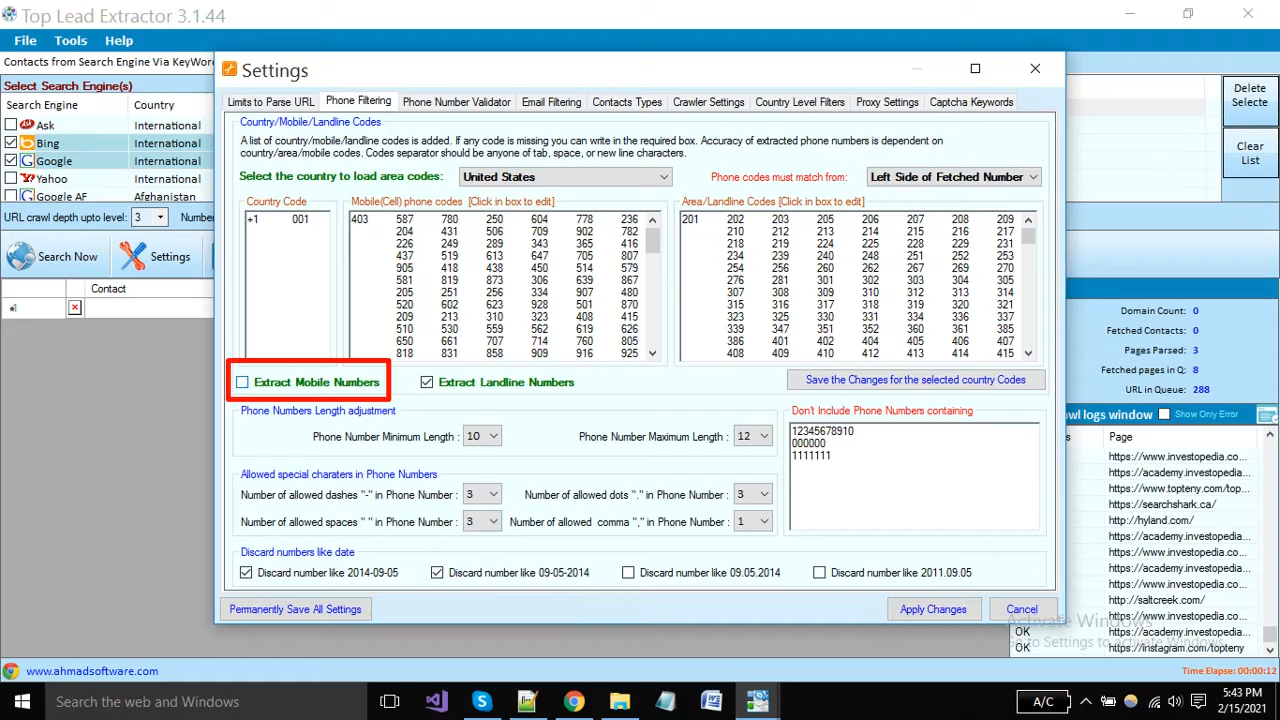 Top Lead Extractor 3.1.44
File Tools Help
Contacts from Search Engine Via KeyWor
Select Search Engine(s)
Search Engine Country
Ask International
Bing International
Google International
Yahoo International
Google AF Afghanistan
URL crawl depth upto level: 3 Number
Search Now Settings
Contact
Settings
Limits to Parse URL Phone Filtering Phone Number Validator Email Filtering Contacts Types Crawler Settings Country Level Filters Proxy Settings Captcha Keywords
Country/Mobile/Landline Codes
A list of country/mobile/landline codes is added. If any code is missing you can write in the required box. Accuracy of extracted phone numbers is dependent on
country/area/mobile codes. Codes separator should be anyone of tab, space, or new line characters.
Select the country to load area codes: United States Phone codes must match from: Left Side of Fetched Number
Country Code Mobile(Cell) phone codes [Click in box to edit] Area/Landline Codes [Click in box to edit]
+1 001
403 587 780 250 604 778 236
204 431 506 709 902 782
226 249 289 343 365 416
437 519 613 647 705 807
905 418 438 450 514 579
581 819 873 306 639 867
205 251 256 334 907 480
520 602 623 928 501 870
209 213 310 323 408 415
510 530 559 562 619 626
650 661 707 714 760 805
818 831 858 909 916 925
201 202 203 205 206 207 208 209
210 212 213 214 215 216 217
218 219 224 225 228 229 231
234 239 240 248 251 252 253
254 256 260 262 267 269 270
276 281 301 302 303 304 305
307 308 309 310 312 313 314
315 316 317 318 319 320 321
323 325 330 331 334 336 337
339 347 351 352 360 361 385
386 401 402 404 405 406 407
408 409 410 412 413 414 415
Extract Mobile Numbers Extract Landline Numbers Save the Changes for the selected country Codes
Phone Numbers Length adjustment
Phone Number Minimum Length : 10 Phone Number Maximum Length : 12
Allowed special charaters in Phone Numbers
Number of allowed dashes "-" in Phone Number : 3 Number of allowed dots "." in Phone Number : 3
Number of allowed spaces " " in Phone Number : 3 Number of allowed comma "," in Phone Number : 1
Don't Include Phone Numbers containing
12345678910
000000
1111111
Discard numbers like date
Discard number like 2014-09-05 Discard number like 09-05-2014 Discard number like 09.05.2014 Discard number like 2011.09.05
Permanently Save All Settings Apply Changes Cancel
Delete
Selecte
Clear
List
Domain Count: 0
Fetched Contacts: 0
Pages Parsed: 3
Fetched pages in Q: 8
URL in Queue: 288
wl logs window Show Only Error
s Page
https://www.investopedia.co...
https://academy.investopedia...
https://www.topteny.com/top...
https://searchshark.ca/
http://hyland.com/
https://academy.investopedia...
https://www.investopedia.co...
https://academy.investopedia...
https://www.investopedia.co...
http://saltcreek.com/
https://www.investopedia.co...
OK https://academy.investopedia...
OK https://instagram.com/topteny
Activate Windows
Go to Settings to activate Windows.
www.ahmadsoftware.com
Time Elapse: 00:00:12
Search the web and Windows
A/C
5:43 PM
2/15/2021